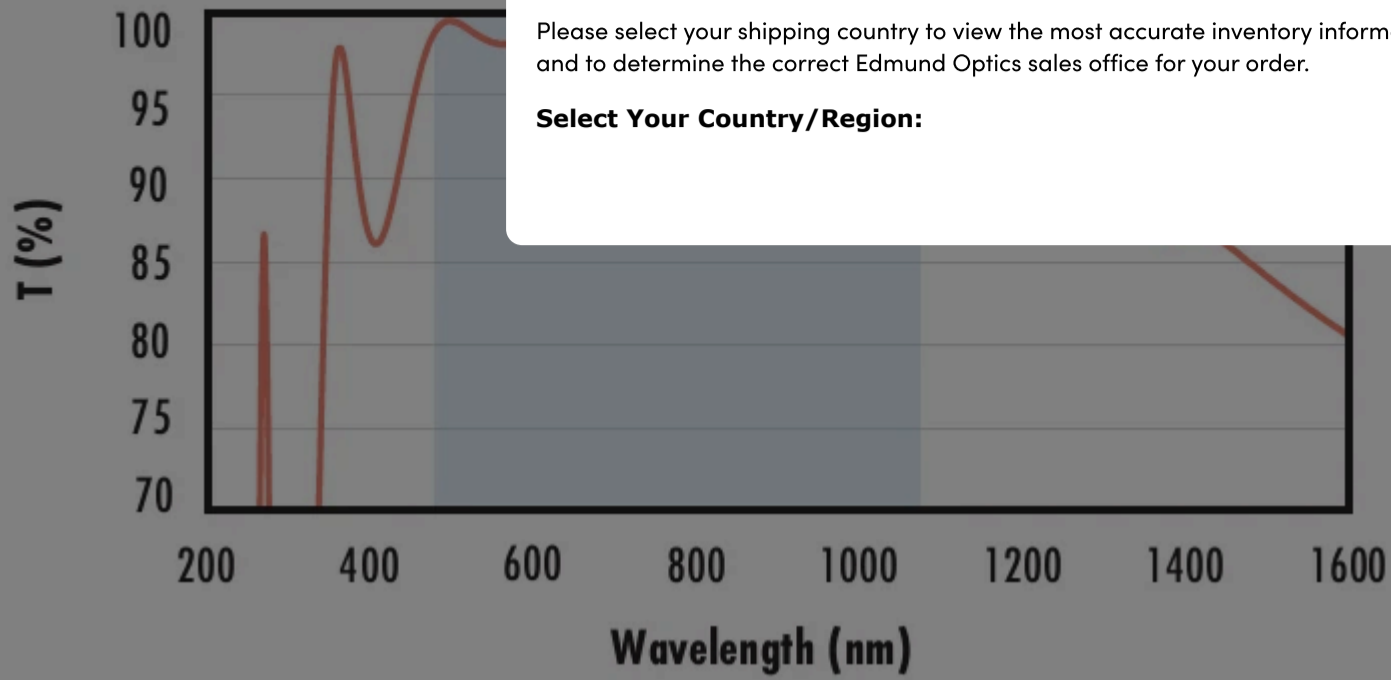 Please select your shipping country to view the most accurate inventory inform
and to determine the correct Edmund Optics sales office for your order.
Select Your Country/Region:
T (%)
100
95
90
85
80
75
70
200 400 600 800 1000 1200 1400 1600
Wavelength (nm)